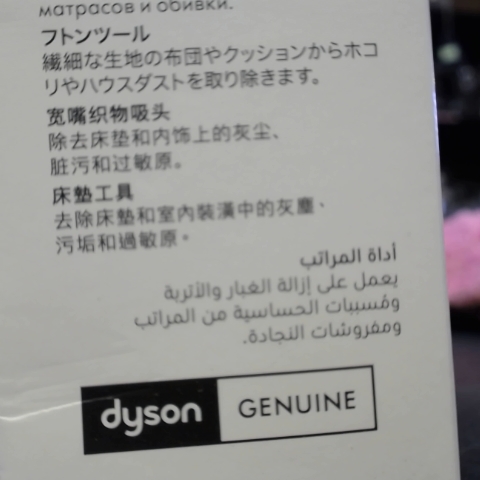 матрасов и обивки.
フトンツール
繊細な生地の布団やクッションからホコ
リやハウスダストを取り除きます。
宽嘴织物吸头
除去床垫和内饰上的灰尘、
脏污和过敏原。
床墊工具
去除床墊和室內裝潢中的灰塵、
污垢和過敏原。
أداة المراتب
يعمل على إزالة الغبار والأتربة
ومُسببات الحساسية من المراتب
ومفروشات النجادة.
dyson GENUINE